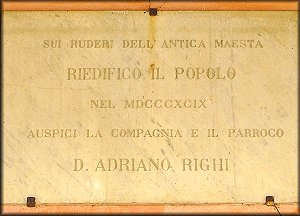 SUI RUDERI DELL'ANTICA MAESTA
RIEDIFICO IL POPOLO
NEL MDCCCXCIX
AUSPICI LA COMPAGNIA E IL PARROCO
D. ADRIANO RIGHI